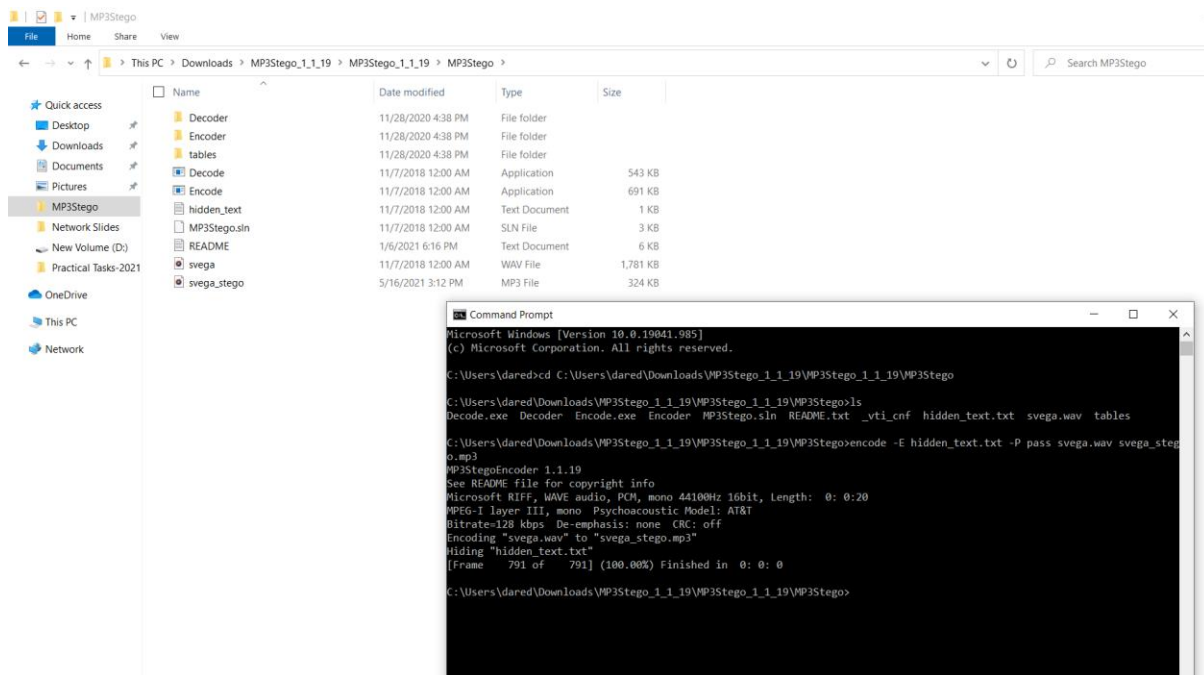 MP3Stego
File Home Share View
This PC > Downloads > MP3Stego_1_1_19 > MP3Stego_1_1_19 > MP3Stego >
Search MP3Stego
Name Date modified Type Size
Quick access
Desktop
Downloads
Documents
Pictures
MP3Stego
Network Slides
New Volume (D:)
Practical Tasks-2021
OneDrive
This PC
Network
Decoder 11/28/2020 4:38 PM File folder
Encoder 11/28/2020 4:38 PM File folder
tables 11/28/2020 4:38 PM File folder
Decode 11/7/2018 12:00 AM Application 543 KB
Encode 11/7/2018 12:00 AM Application 691 KB
hidden_text 11/7/2018 12:00 AM Text Document 1 KB
MP3Stego.sln 11/7/2018 12:00 AM SLN File 3 KB
README 1/6/2021 6:16 PM Text Document 6 KB
svega 11/7/2018 12:00 AM WAV File 1,781 KB
svega_stego 5/16/2021 3:12 PM MP3 File 324 KB
Command Prompt
Microsoft Windows [Version 10.0.19041.985]
(c) Microsoft Corporation. All rights reserved.
C:\Users\dared>cd C:\Users\dared\Downloads\MP3Stego_1_1_19\MP3Stego_1_1_19\MP3Stego
C:\Users\dared\Downloads\MP3Stego_1_1_19\MP3Stego_1_1_19\MP3Stego>ls
Decode.exe Decoder Encode.exe Encoder MP3Stego.sln README.txt _vti_cnf hidden_text.txt svega.wav tables
C:\Users\dared\Downloads\MP3Stego_1_1_19\MP3Stego_1_1_19\MP3Stego>encode -E hidden_text.txt -P pass svega.wav svega_steg
o.mp3
MP3StegoEncoder 1.1.19
See README file for copyright info
Microsoft RIFF, WAVE audio, PCM, mono 44100Hz 16bit, Length: 0: 0:20
MPEG-I layer III, mono Psychoacoustic Model: AT&T
Bitrate=128 kbps De-emphasis: none CRC: off
Encoding "svega.wav" to "svega_stego.mp3"
Hiding "hidden_text.txt"
[Frame 791 of 791] (100.00%) Finished in 0: 0: 0
C:\Users\dared\Downloads\MP3Stego_1_1_19\MP3Stego_1_1_19\MP3Stego>